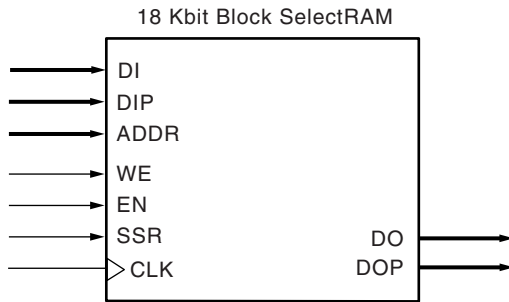 18 Kbit Block SelectRAM
DI
DIP
ADDR
WE
EN
SSR
CLK
DO
DOP